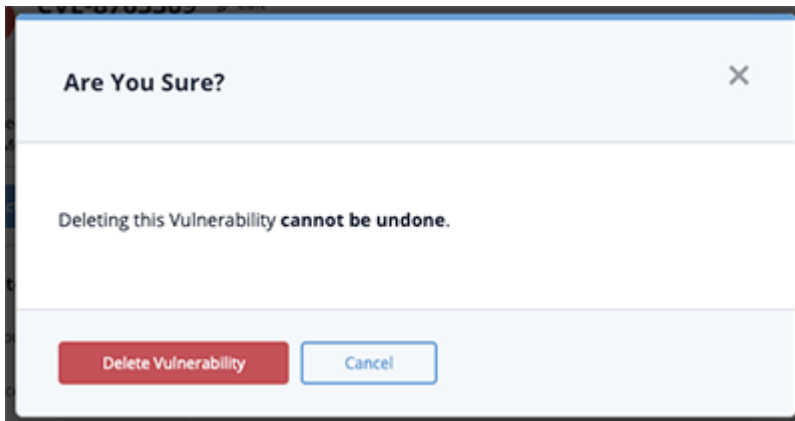 Are You Sure?
Deleting this Vulnerability cannot be undone.
Delete Vulnerability
Cancel